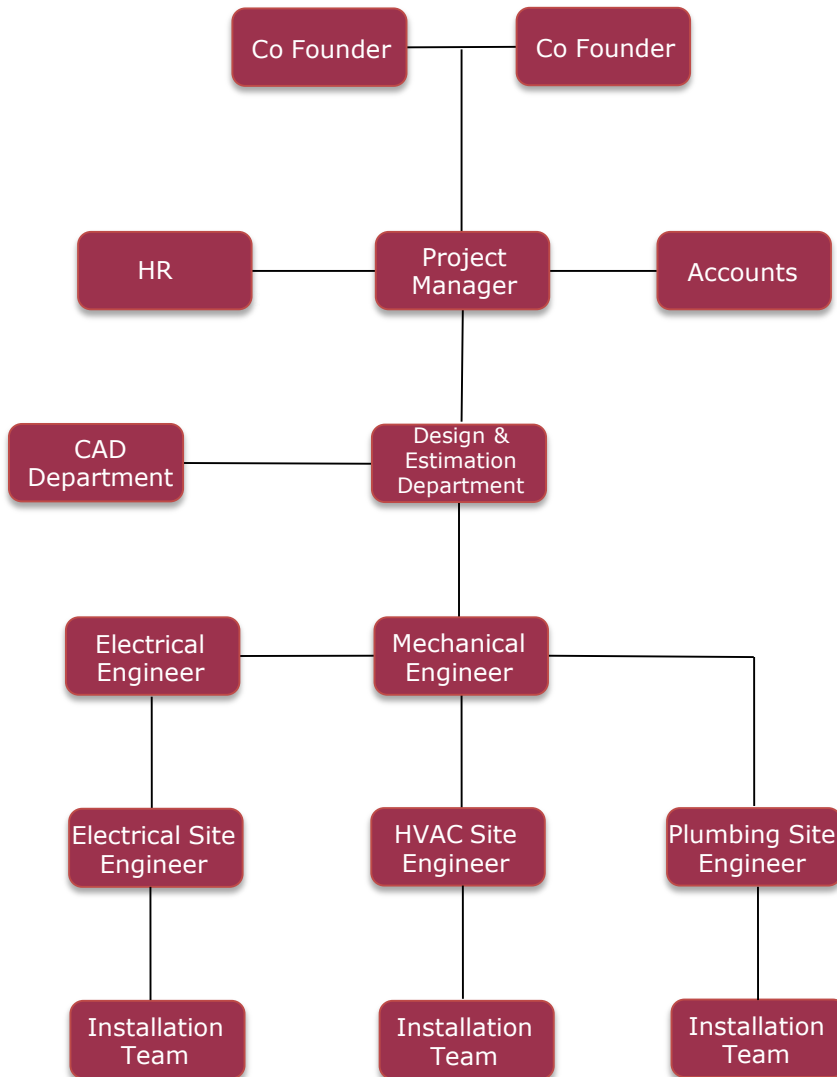 Co Founder
Co Founder
HR
Project
Manager
Accounts
CAD
Department
Design &
Estimation
Department
Electrical
Engineer
Mechanical
Engineer
Electrical Site
Engineer
HVAC Site
Engineer
Plumbing Site
Engineer
Installation
Team
Installation
Team
Installation
Team